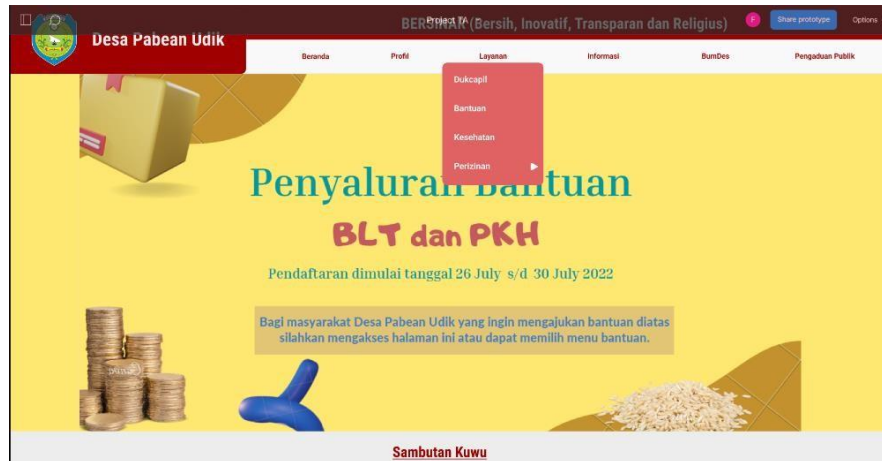 BERSINAR (Bersih, Inovatif, Transparan dan Religius)
Project TA
F
Share prototype
Options
Desa Pabean Udik
Beranda
Profil
Layanan
Informasi
BumDes
Pengaduan Publik
Dukcapil
Bantuan
Kesehatan
Perizinan
Penyaluran Bantuan
BLT dan PKH
Pendaftaran dimulai tanggal 26 July s/d 30 July 2022
Bagi masyarakat Desa Pabean Udik yang ingin mengajukan bantuan diatas
silahkan mengakses halaman ini atau dapat memilih menu bantuan.
Sambutan Kuwu